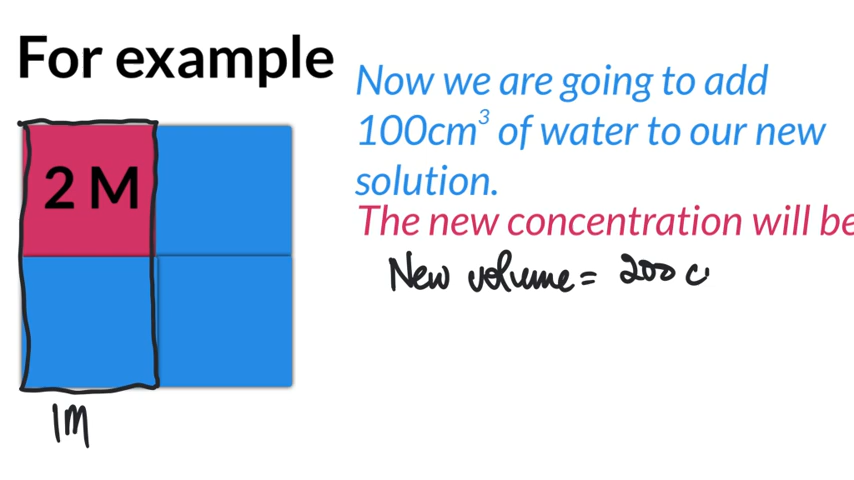 For example
Now we are going to add
100cm³ of water to our new
solution.
The new concentration will be
New volume = 200 c
2 M
1M